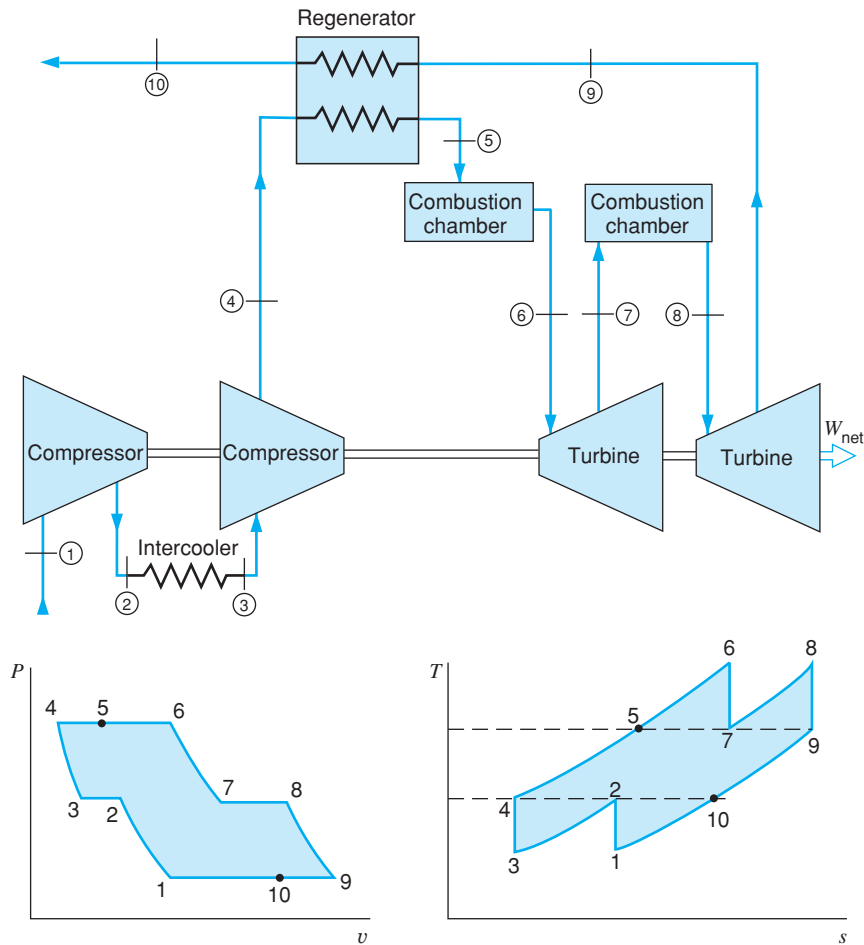 Regenerator
10
9
5
Combustion
chamber
Combustion
chamber
4
6
7
8
Compressor
Compressor
Turbine
Turbine
Wnet
1
Intercooler
2
3
P
4
5
6
3
2
7
8
1
10
9
v
T
6
8
5
7
9
2
4
10
3
1
s